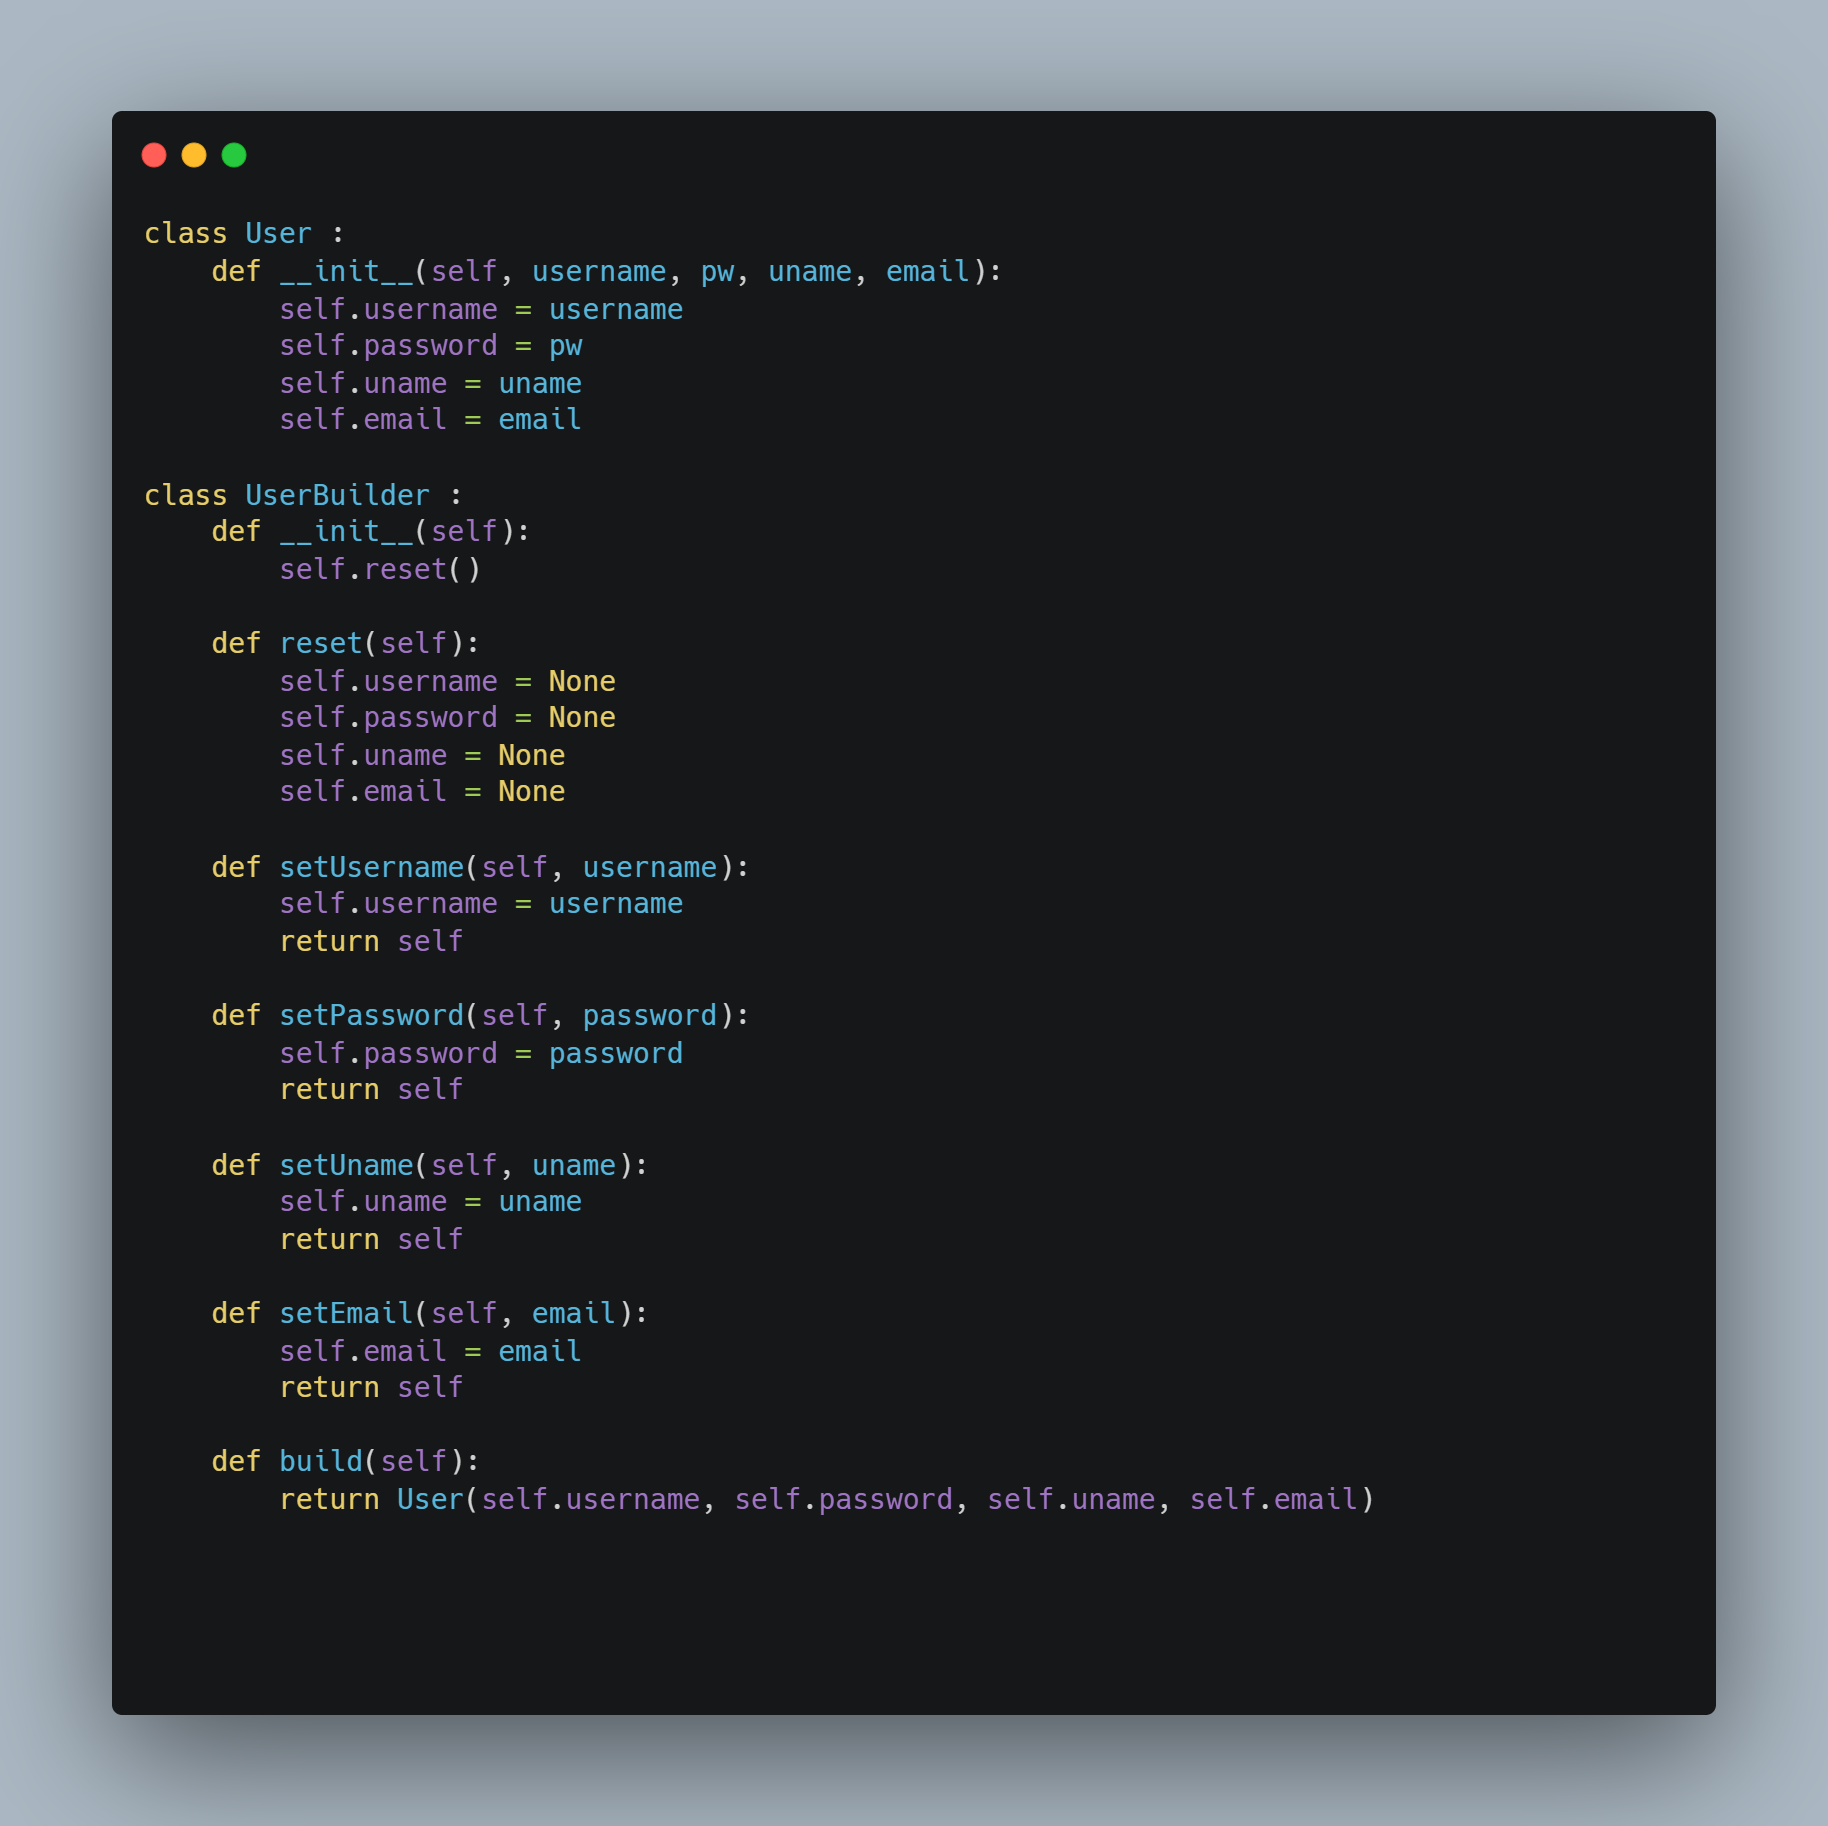 class User :
    def __init__(self, username, pw, uname, email):
        self.username = username
        self.password = pw
        self.uname = uname
        self.email = email

class UserBuilder :
    def __init__(self):
        self.reset()

    def reset(self):
        self.username = None
        self.password = None
        self.uname = None
        self.email = None

    def setUsername(self, username):
        self.username = username
        return self

    def setPassword(self, password):
        self.password = password
        return self

    def setUname(self, uname):
        self.uname = uname
        return self

    def setEmail(self, email):
        self.email = email
        return self

    def build(self):
        return User(self.username, self.password, self.uname, self.email)